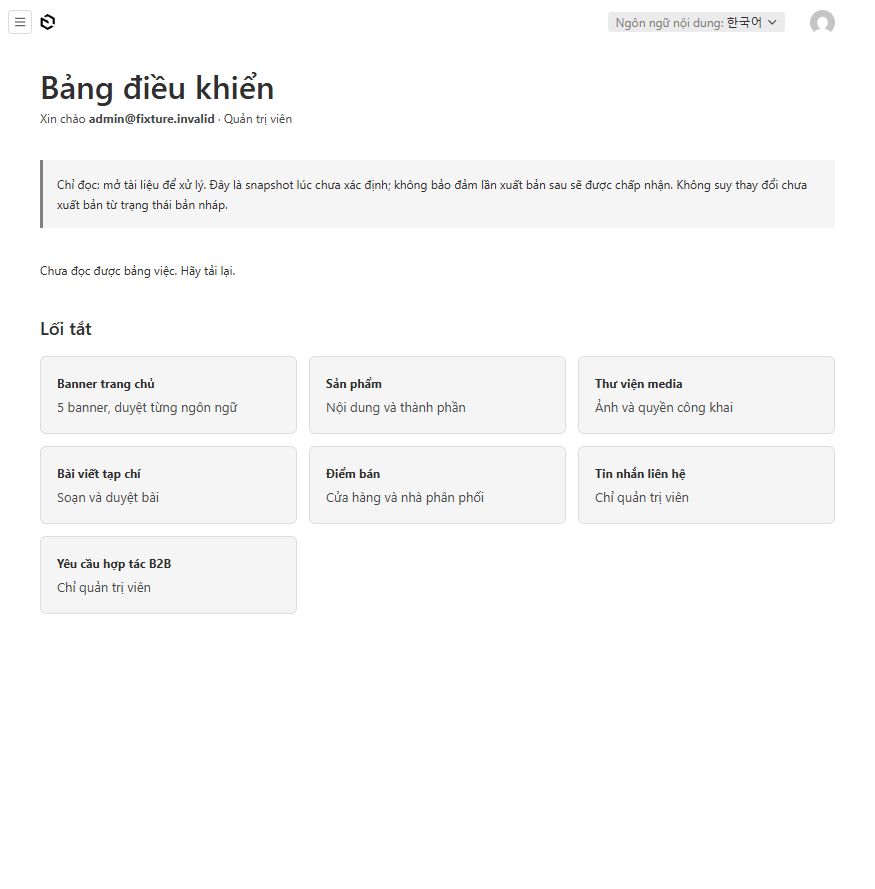 Ngôn ngữ nội dung: 한국어
Bảng điều khiển
Xin chào admin@fixture.invalid · Quản trị viên
Chỉ đọc: mở tài liệu để xử lý. Đây là snapshot lúc chưa xác định; không bảo đảm lần xuất bản sau sẽ được chấp nhận. Không suy thay đổi chưa
xuất bản từ trạng thái bản nháp.
Chưa đọc được bảng việc. Hãy tải lại.
Lối tắt
Banner trang chủ
5 banner, duyệt từng ngôn ngữ
Sản phẩm
Nội dung và thành phần
Thư viện media
Ảnh và quyền công khai
Bài viết tạp chí
Soạn và duyệt bài
Điểm bán
Cửa hàng và nhà phân phối
Tin nhắn liên hệ
Chỉ quản trị viên
Yêu cầu hợp tác B2B
Chỉ quản trị viên